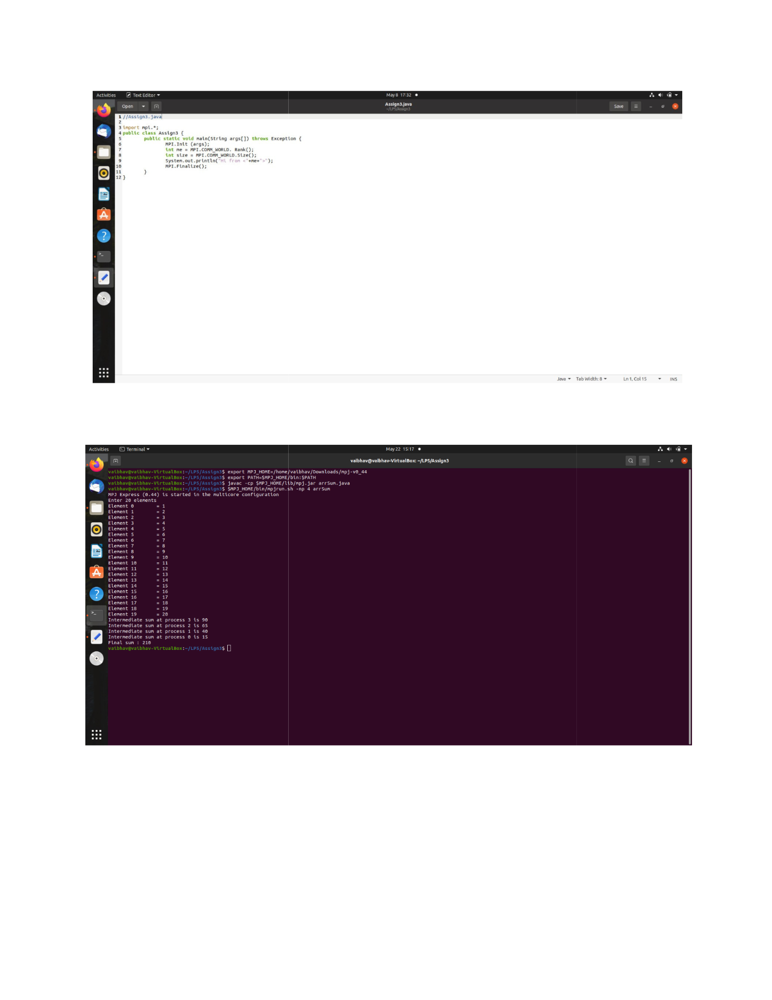 Activities Text Editor May 8 17:32
Open Assign3.java Save
~/LP5/Assign3
1 //Assign3.java
2
3 import mpi.*;
4 public class Assign3 {
5 public static void main(String args[]) throws Exception {
6 MPI.Init (args);
7 int me = MPI.COMM_WORLD. Rank();
8 int size = MPI.COMM_WORLD.Size();
9 System.out.println("Hi from <"+me+">");
10 MPI.Finalize();
11 }
12 }
Java Tab Width: 8 Ln 1, Col 15 INS
Activities Terminal May 22 15:17
vaibhav@vaibhav-VirtualBox: ~/LP5/Assign3
vaibhav@vaibhav-VirtualBox:~/LP5/Assign3$ export MPJ_HOME=/home/vaibhav/Downloads/mpj-v0_44
vaibhav@vaibhav-VirtualBox:~/LP5/Assign3$ export PATH=$MPJ_HOME/bin:$PATH
vaibhav@vaibhav-VirtualBox:~/LP5/Assign3$ javac -cp $MPJ_HOME/lib/mpj.jar arrSum.java
vaibhav@vaibhav-VirtualBox:~/LP5/Assign3$ $MPJ_HOME/bin/mpjrun.sh -np 4 arrSum
MPJ Express (0.44) is started in the multicore configuration
Enter 20 elements
Element 0 = 1
Element 1 = 2
Element 2 = 3
Element 3 = 4
Element 4 = 5
Element 5 = 6
Element 6 = 7
Element 7 = 8
Element 8 = 9
Element 9 = 10
Element 10 = 11
Element 11 = 12
Element 12 = 13
Element 13 = 14
Element 14 = 15
Element 15 = 16
Element 16 = 17
Element 17 = 18
Element 18 = 19
Element 19 = 20
Intermediate sum at process 3 is 90
Intermediate sum at process 2 is 65
Intermediate sum at process 1 is 40
Intermediate sum at process 0 is 15
Final sum : 210
vaibhav@vaibhav-VirtualBox:~/LP5/Assign3$